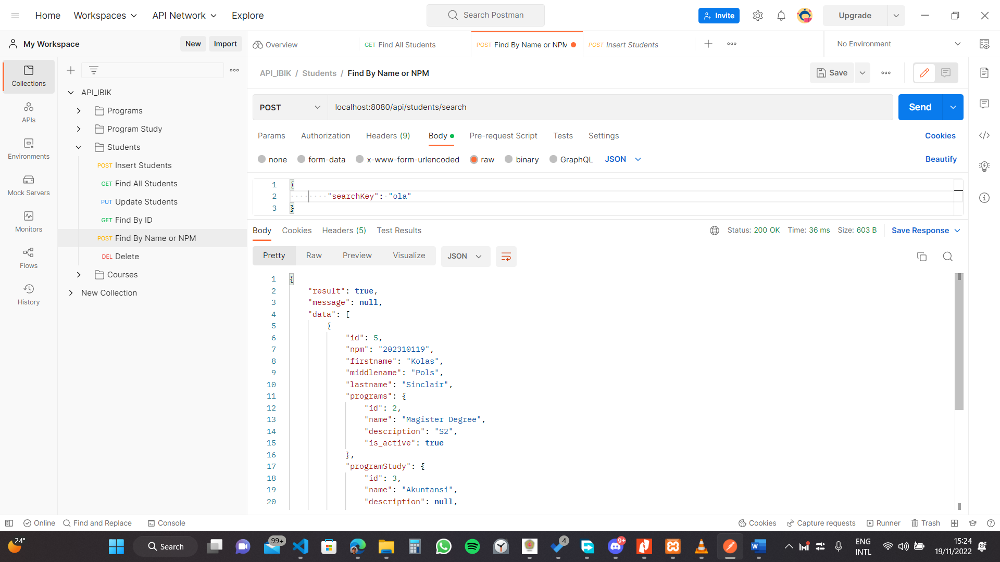 Home
Workspaces
API Network
Explore
Search Postman
Invite
Upgrade
My Workspace
New
Import
Overview
GET Find All Students
POST Find By Name or NPM
POST Insert Students
No Environment
Collections
APIs
Environments
Mock Servers
Monitors
Flows
History
API_IBIK
Programs
Program Study
Students
POST Insert Students
GET Find All Students
PUT Update Students
GET Find By ID
POST Find By Name or NPM
DEL Delete
Courses
New Collection
API_IBIK / Students / Find By Name or NPM
Save
POST
localhost:8080/api/students/search
Send
Params
Authorization
Headers (9)
Body
Pre-request Script
Tests
Settings
Cookies
none
form-data
x-www-form-urlencoded
raw
binary
GraphQL
JSON
Beautify
1 {
2 "searchKey": "ola"
3 }
Body
Cookies
Headers (5)
Test Results
Status: 200 OK
Time: 36 ms
Size: 603 B
Save Response
Pretty
Raw
Preview
Visualize
JSON
1 {
2 "result": true,
3 "message": null,
4 "data": [
5 {
6 "id": 5,
7 "npm": "202310119",
8 "firstname": "Kolas",
9 "middlename": "Pols",
10 "lastname": "Sinclair",
11 "programs": {
12 "id": 2,
13 "name": "Magister Degree",
14 "description": "S2",
15 "is_active": true
16 },
17 "programStudy": {
18 "id": 3,
19 "name": "Akuntansi",
20 "description": null,
Online
Find and Replace
Console
Cookies
Capture requests
Runner
Trash
24°
Search
99+
4
9+
ENG
INTL
15:24
19/11/2022